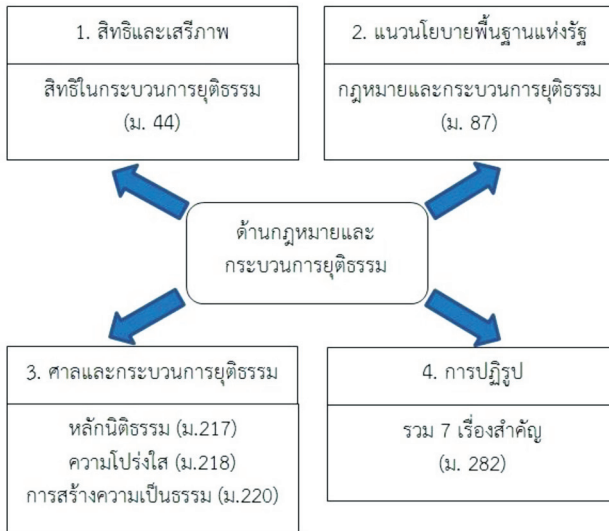 1. สิทธิและเสรีภาพ
สิทธิในกระบวนการยุติธรรม
(ม. 44)
2. แนวนโยบายพื้นฐานแห่งรัฐ
กฎหมายและกระบวนการยุติธรรม
(ม. 87)
ด้านกฎหมายและ
กระบวนการยุติธรรม
3. ศาลและกระบวนการยุติธรรม
หลักนิติธรรม (ม.217)
ความโปร่งใส (ม.218)
การสร้างความเป็นธรรม (ม.220)
4. การปฏิรูป
รวม 7 เรื่องสำคัญ
(ม. 282)